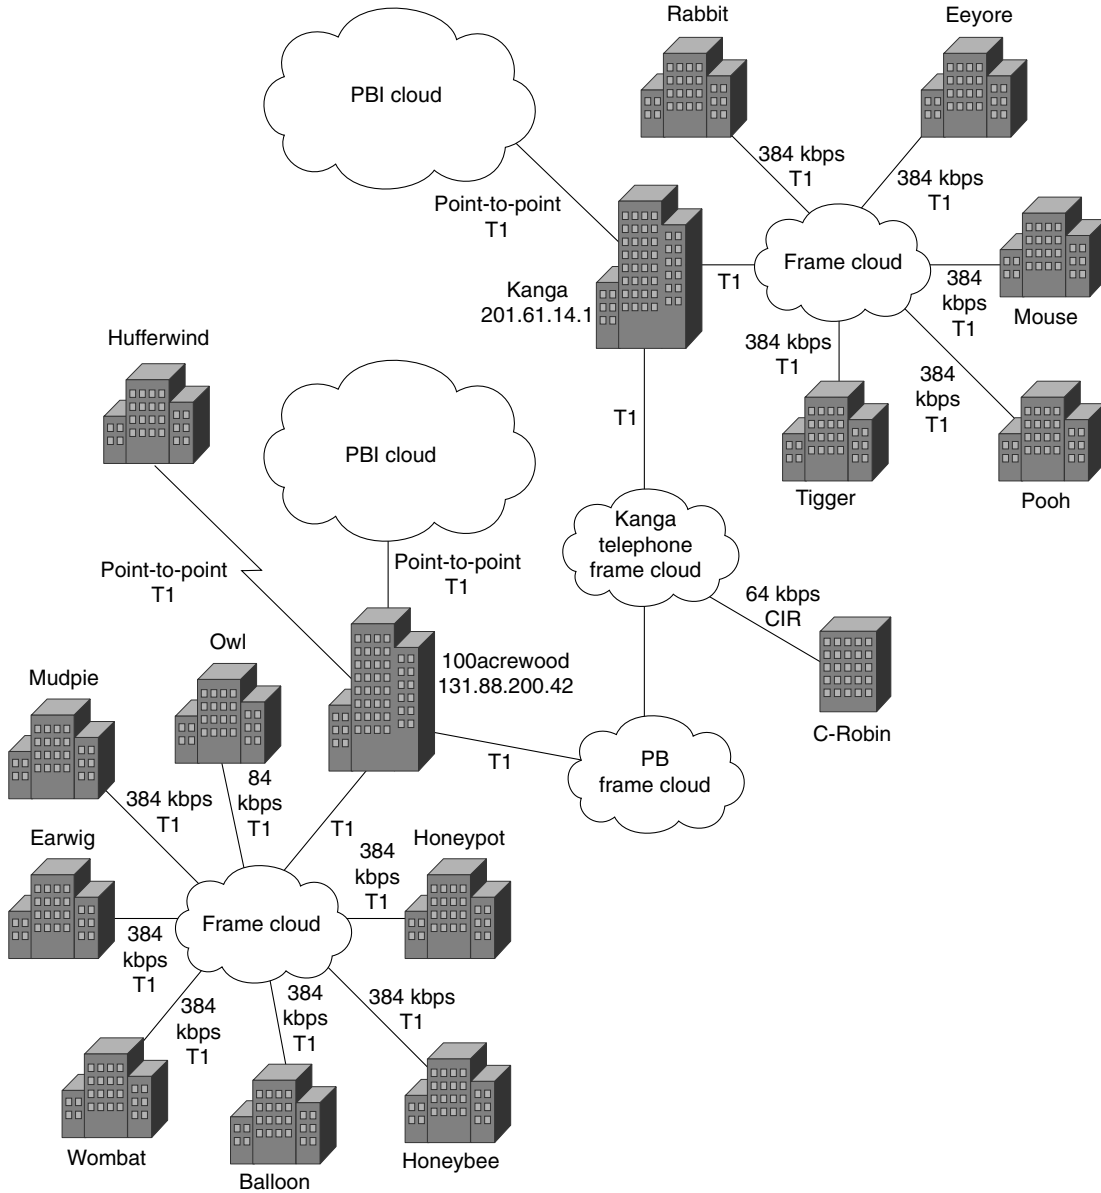 Rabbit
Eeyore
PBI cloud
384 kbps
T1
384 kbps
T1
Point-to-point
T1
Frame cloud
T1
Kanga
201.61.14.1
384
kbps
T1
Mouse
Hufferwind
384 kbps
T1
384
kbps
T1
T1
PBI cloud
Tigger
Pooh
Kanga
telephone
frame cloud
Point-to-point
T1
Point-to-point
T1
64 kbps
CIR
Owl
100acrewood
131.88.200.42
Mudpie
C-Robin
T1
PB
frame cloud
384 kbps
T1
84
kbps
T1
T1
Earwig
384
kbps
T1
Honeypot
Frame cloud
384
kbps
T1
384
kbps
T1
384
kbps
T1
384 kbps
T1
Wombat
Balloon
Honeybee